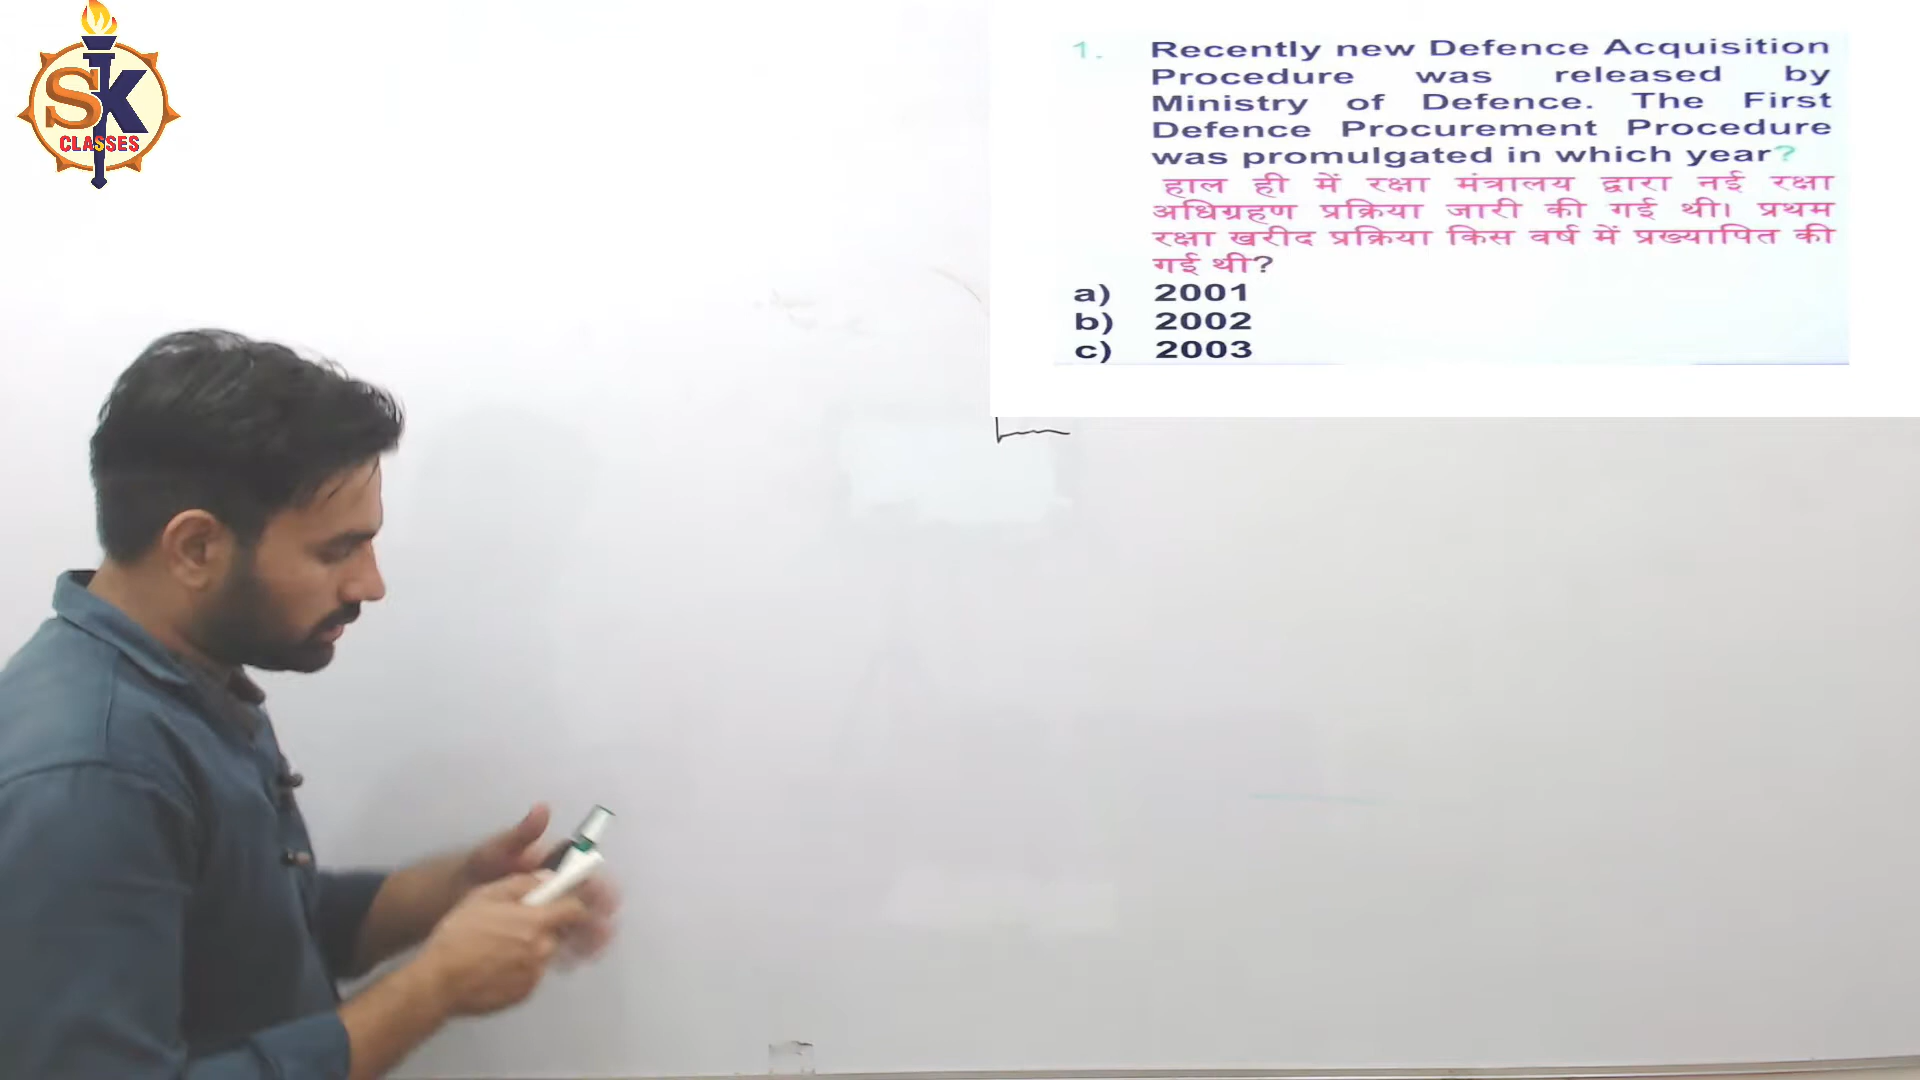 SK
CLASSES
1. Recently new Defence Acquisition
Procedure was released by
Ministry of Defence. The First
Defence Procurement Procedure
was promulgated in which year?
हाल ही में रक्षा मंत्रालय द्वारा नई रक्षा
अधिग्रहण प्रक्रिया जारी की गई थी। प्रथम
रक्षा खरीद प्रक्रिया किस वर्ष में प्रख्यापित की
गई थी?
a) 2001
b) 2002
c) 2003